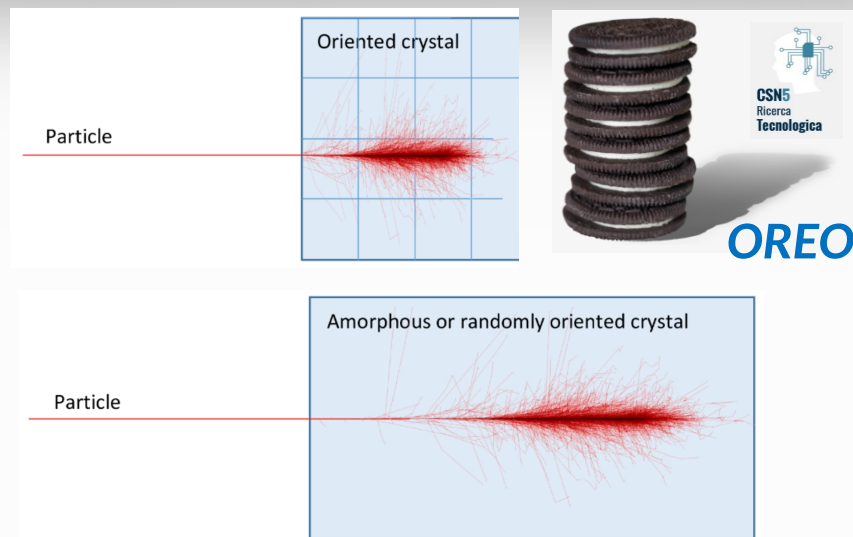 Oriented crystal
Particle
CSN5
Ricerca
Tecnologica
OREO
Amorphous or randomly oriented crystal
Particle